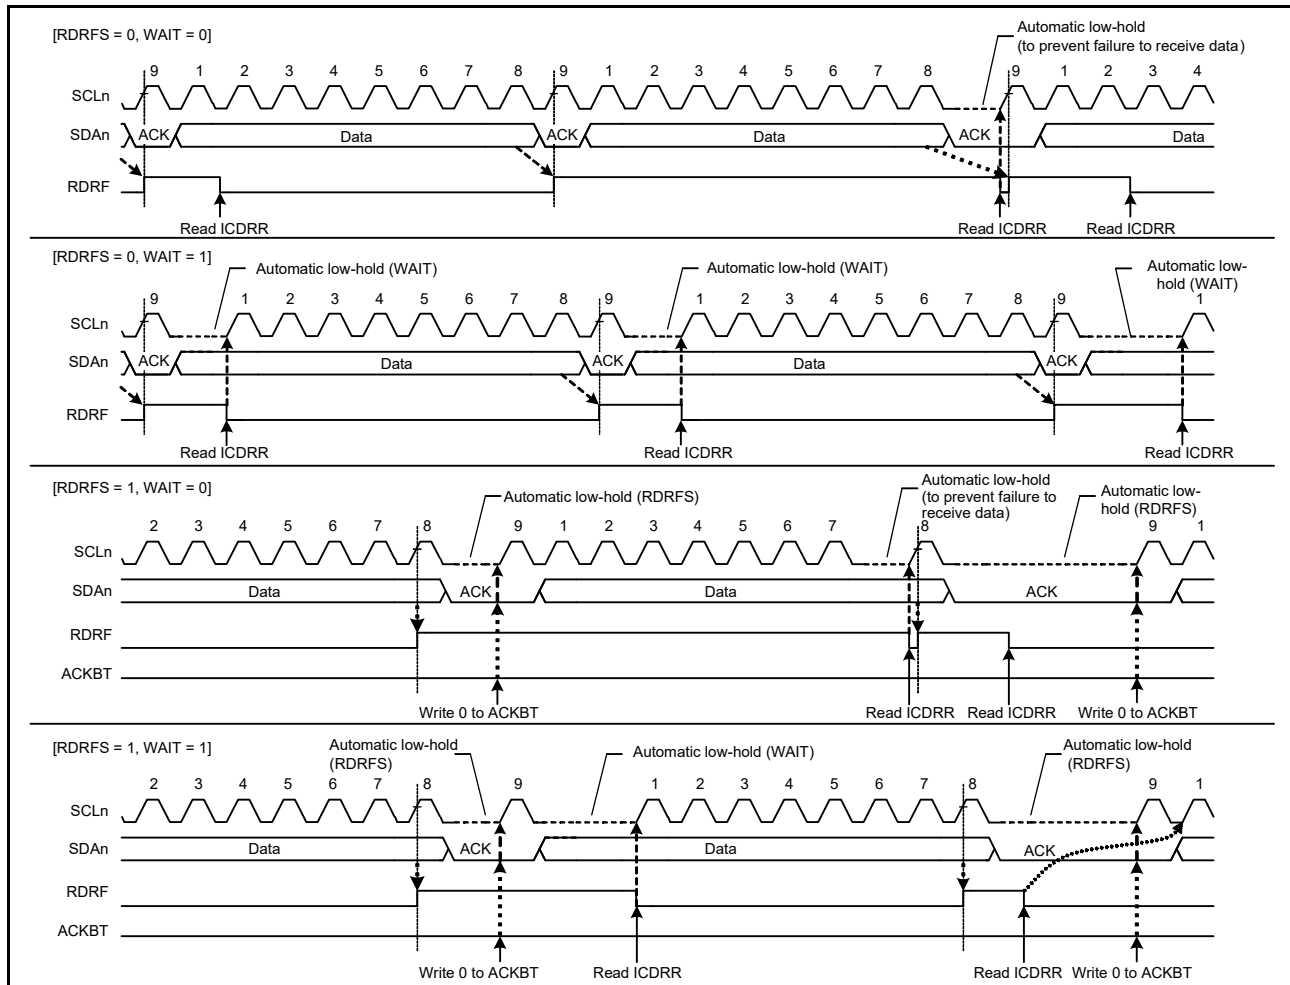 [RDRFS = 0, WAIT = 0]
Automatic low-hold
(to prevent failure to receive data)
9 1 2 3 4 5 6 7 8 9 1 2 3 4 5 6 7 8 9 1 2 3 4
SCLn
SDAn ACK Data ACK Data ACK Data
RDRF
Read ICDRR Read ICDRR Read ICDRR
[RDRFS = 0, WAIT = 1]
Automatic low-hold (WAIT) Automatic low-hold (WAIT) Automatic low-
hold (WAIT)
9 1 2 3 4 5 6 7 8 9 1 2 3 4 5 6 7 8 9 1
SCLn
SDAn ACK Data ACK Data ACK
RDRF
Read ICDRR Read ICDRR Read ICDRR
[RDRFS = 1, WAIT = 0]
Automatic low-hold (RDRFS)
Automatic low-hold
(to prevent failure to
receive data)
Automatic low-
hold (RDRFS)
2 3 4 5 6 7 8 9 1 2 3 4 5 6 7 8 9 1
SCLn
SDAn Data ACK Data ACK
RDRF
ACKBT
Write 0 to ACKBT Read ICDRR Read ICDRR Write 0 to ACKBT
[RDRFS = 1, WAIT = 1]
Automatic low-hold
(RDRFS)
Automatic low-hold (WAIT)
Automatic low-hold
(RDRFS)
2 3 4 5 6 7 8 9 1 2 3 4 5 6 7 8 9 1
SCLn
SDAn Data ACK Data ACK
RDRF
ACKBT
Write 0 to ACKBT Read ICDRR Read ICDRR Write 0 to ACKBT